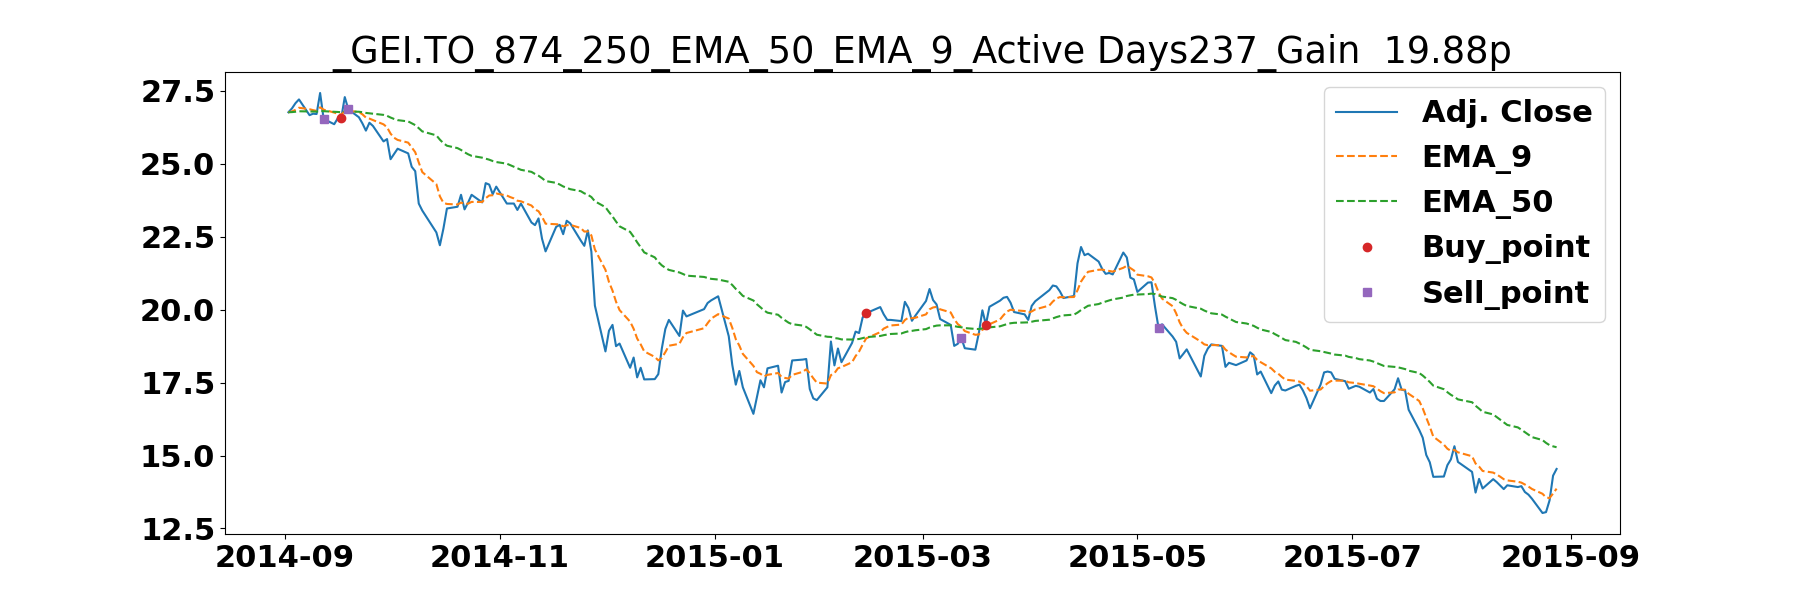 _GEI.TO_874_250_EMA_50_EMA_9_Active Days237_Gain  19.88p
27.5
25.0
22.5
20.0
17.5
15.0
12.5
2014-09 2014-11 2015-01 2015-03 2015-05 2015-07 2015-09
Adj. Close
EMA_9
EMA_50
Buy_point
Sell_point